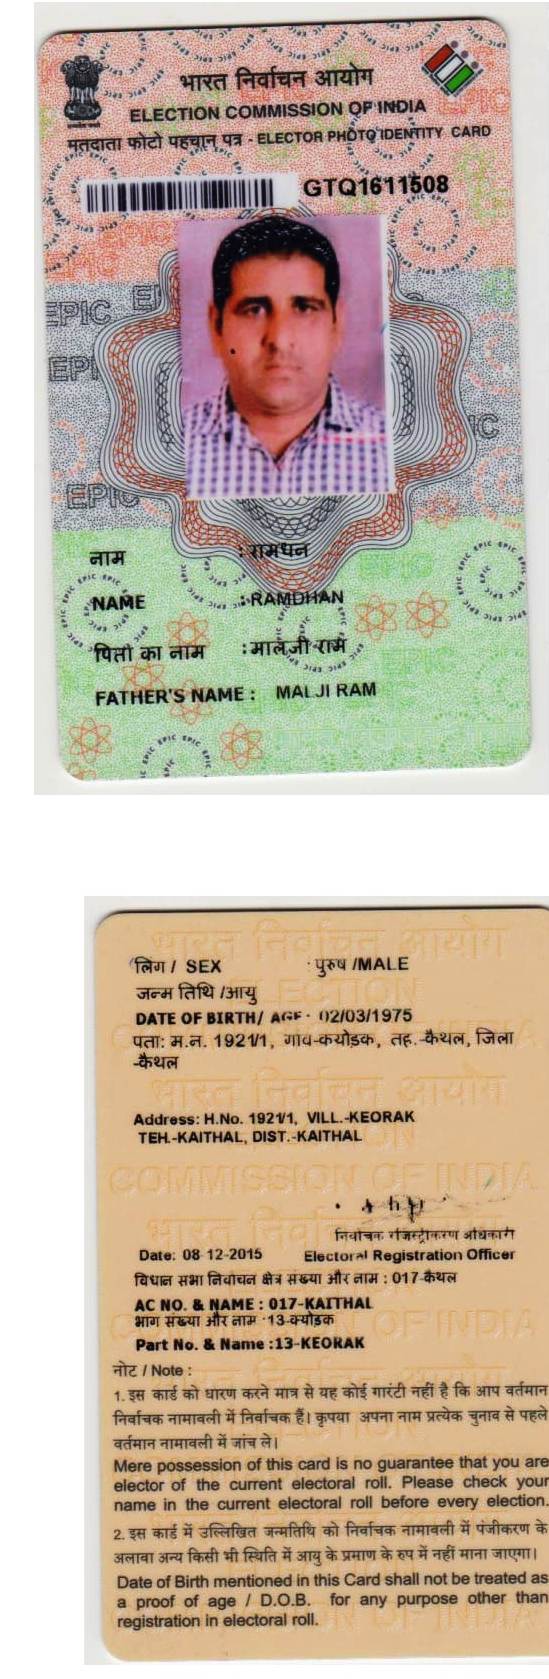 भारत निर्वाचन आयोग
ELECTION COMMISSION OF INDIA
मतदाता फोटो पहचान पत्र - ELECTOR PHOTO IDENTITY CARD
GTQ1611508
नाम : रामधन
NAME : RAMDHAN
पिता का नाम : मालजी राम
FATHER'S NAME : MALJI RAM
लिंग / SEX पुरुष /MALE
जन्म तिथि /आयु
DATE OF BIRTH/ AGE 02/03/1975
पता: म.न. 1921/1, गाव-कयोडक, तह.-कैथल, जिला
-कैथल
Address: H.No. 1921/1, VILL.-KEORAK
TEH.-KAITHAL, DIST.-KAITHAL
निर्वाचक रजिस्ट्रीकरण अधिकारी
Date: 08-12-2015 Electoral Registration Officer
विधान सभा निर्वाचन क्षेत्र संख्या और नाम : 017-कैथल
AC NO. & NAME : 017-KAITHAL
भाग संख्या और नाम -13-क्योड़क
Part No. & Name :13-KEORAK
नोट / Note :
1. इस कार्ड को धारण करने मात्र से यह कोई गारंटी नहीं है कि आप वर्तमान
निर्वाचक नामावली में निर्वाचक हैं। कृपया अपना नाम प्रत्येक चुनाव से पहले
वर्तमान नामावली में जांच ले।
Mere possession of this card is no guarantee that you are
elector of the current electoral roll. Please check your
name in the current electoral roll before every election.
2. इस कार्ड में उल्लिखित जन्मतिथि को निर्वाचक नामावली में पंजीकरण के
अलावा अन्य किसी भी स्थिति में आयु के प्रमाण के रुप में नहीं माना जाएगा।
Date of Birth mentioned in this Card shall not be treated as
a proof of age / D.O.B. for any purpose other than
registration in electoral roll.